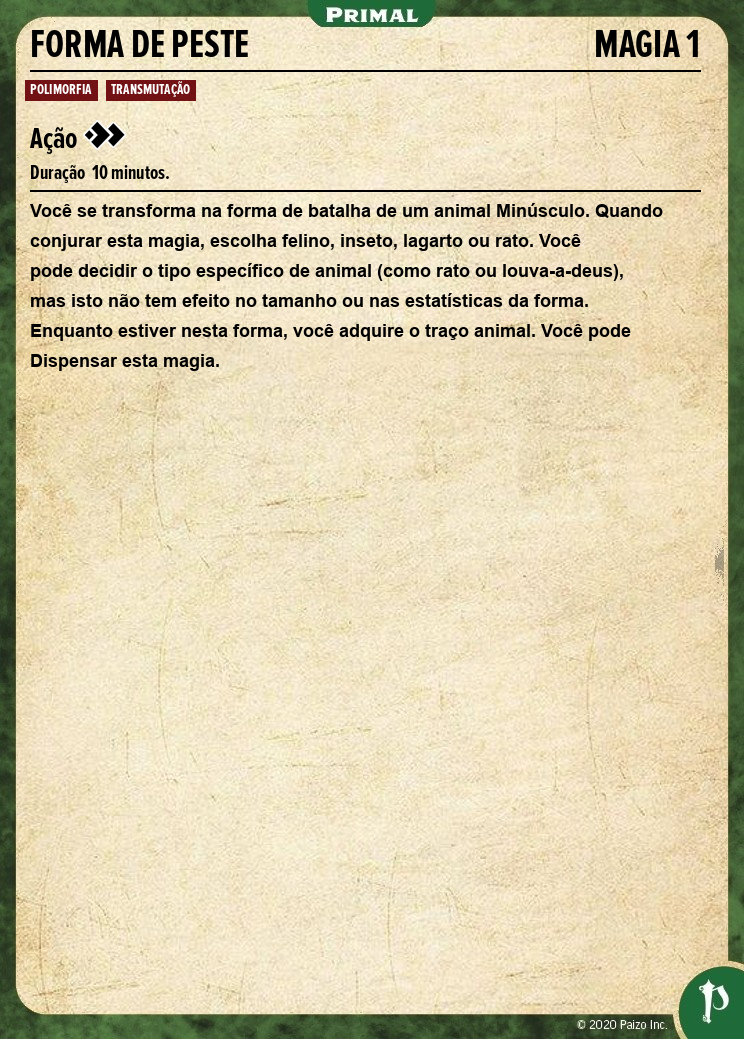 PRIMAL
FORMA DE PESTE MAGIA 1
POLIMORFIA TRANSMUTAÇÃO
Ação
Duração 10 minutos.
Você se transforma na forma de batalha de um animal Minúsculo. Quando
conjurar esta magia, escolha felino, inseto, lagarto ou rato. Você
pode decidir o tipo específico de animal (como rato ou louva-a-deus),
mas isto não tem efeito no tamanho ou nas estatísticas da forma.
Enquanto estiver nesta forma, você adquire o traço animal. Você pode
Dispensar esta magia.
© 2020 Paizo Inc.